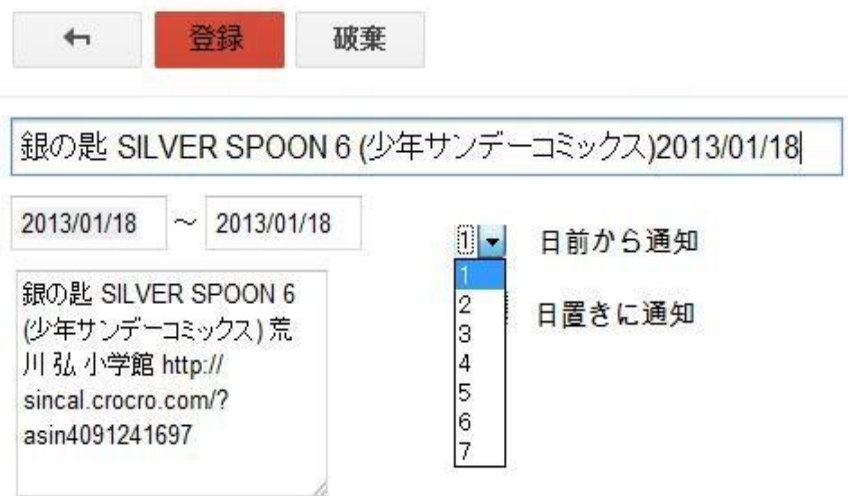 登録 破棄
銀の匙 SILVER SPOON 6 (少年サンデーコミックス)2013/01/18
2013/01/18 ～ 2013/01/18
1 日前から通知
1
2
3
4
5
6
7
日置きに通知
銀の匙 SILVER SPOON 6
(少年サンデーコミックス) 荒
川 弘 小学館 http://
sincal.crocro.com/?
asin4091241697